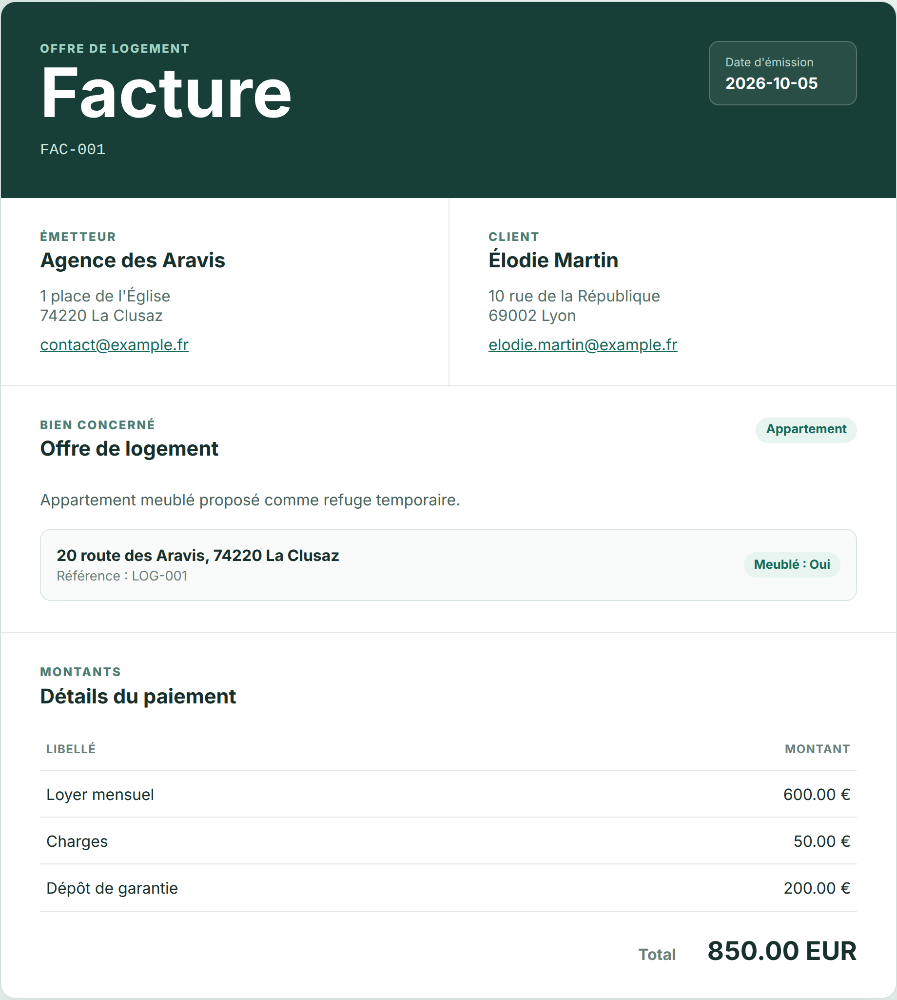 OFFRE DE LOGEMENT
Facture
FAC-001
Date d'émission
2026-10-05
ÉMETTEUR
Agence des Aravis
1 place de l'Église
74220 La Clusaz
contact@example.fr
CLIENT
Élodie Martin
10 rue de la République
69002 Lyon
elodie.martin@example.fr
BIEN CONCERNÉ
Offre de logement
Appartement
Appartement meublé proposé comme refuge temporaire.
20 route des Aravis, 74220 La Clusaz
Référence : LOG-001
Meublé : Oui
MONTANTS
Détails du paiement
LIBELLÉ MONTANT
Loyer mensuel 600.00 €
Charges 50.00 €
Dépôt de garantie 200.00 €
Total 850.00 EUR